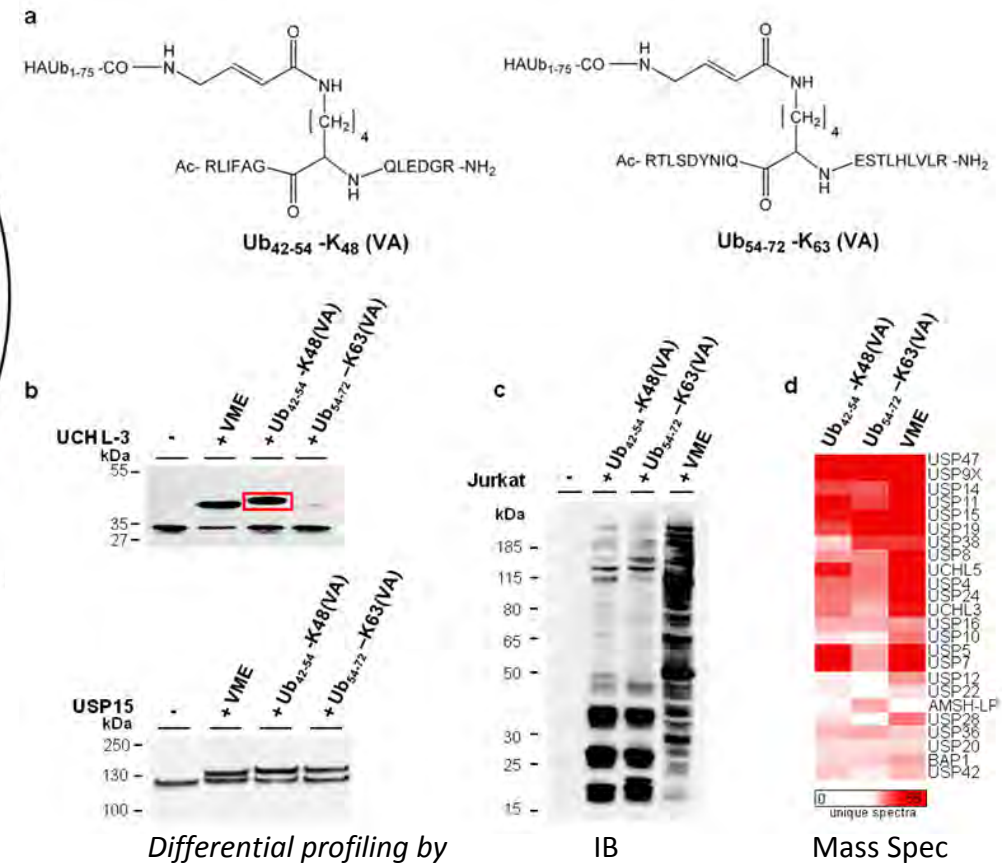 a
HAUb1-75-CO
H
N
O
NH
(CH2)4
Ac- RLIFAG
O
N
H
QLEDGR -NH2
Ub42-54 -K48 (VA)
HAUb1-75-CO
H
N
O
NH
(CH2)4
Ac- RTLSDYNIQ
O
N
H
ESTLHLVLR -NH2
Ub54-72 -K63 (VA)
b
UCHL-3
kDa
-
+ VME
+ Ub42-54 -K48(VA)
+ Ub54-72 –K63(VA)
55
35
27
USP15
kDa
-
+ VME
+ Ub42-54 -K48(VA)
+ Ub54-72 –K63(VA)
250
130
100
c
Jurkat
kDa
-
+ Ub42-54 -K48(VA)
+ Ub54-72 –K63(VA)
+ VME
185
115
80
65
50
30
25
15
d
Ub42-54 -K48(VA)
Ub54-72 –K63(VA)
VME
USP47
USP9X
USP14
USP11
USP15
USP19
USP38
USP8
UCHL5
USP4
USP24
UCHL3
USP16
USP10
USP5
USP7
USP12
USP22
AMSH-LP
USP28
USP36
USP20
BAP1
USP42
0
unique spectra
Differential profiling by IB Mass Spec